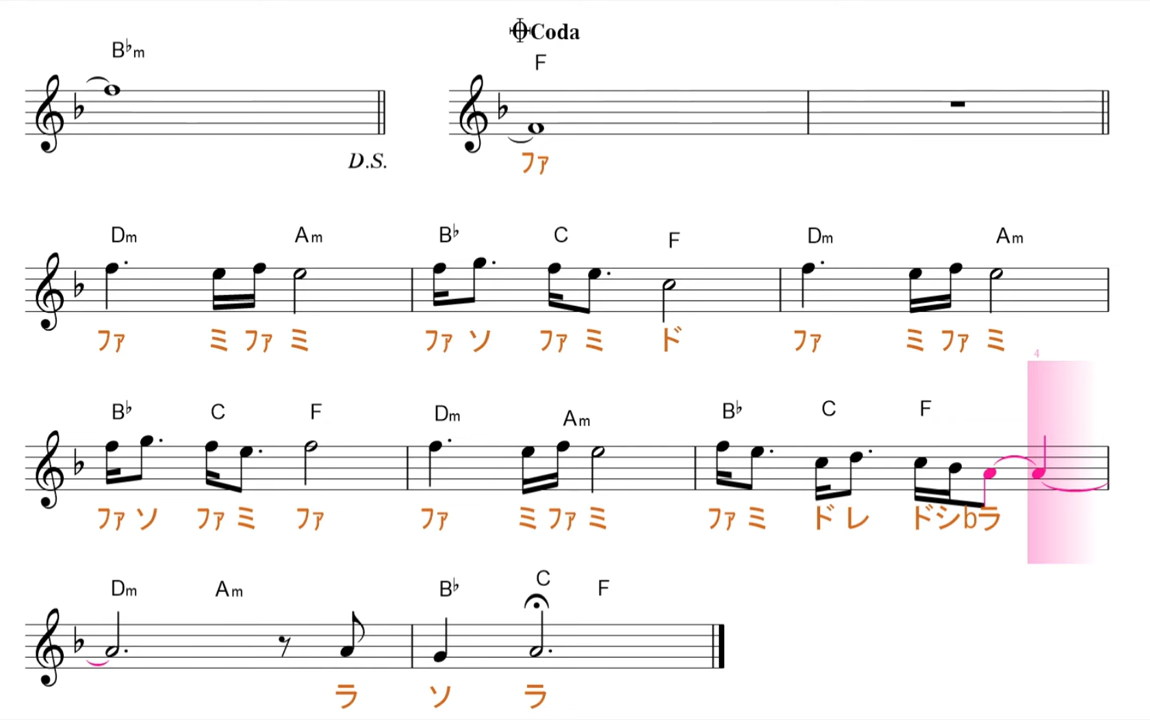 B♭m
Coda
F
D.S.
ﾌｧ
Dm Am B♭ C F Dm Am
ﾌｧ ミ ﾌｧ ミ ﾌｧ ソ ﾌｧ ミ ド ﾌｧ ミ ﾌｧ ミ
4
B♭ C F Dm Am B♭ C F
ﾌｧ ソ ﾌｧ ミ ﾌｧ ﾌｧ ミ ﾌｧ ミ ﾌｧ ミ ド レ ド シb ラ
Dm Am B♭ C F
ラ ソ ラ